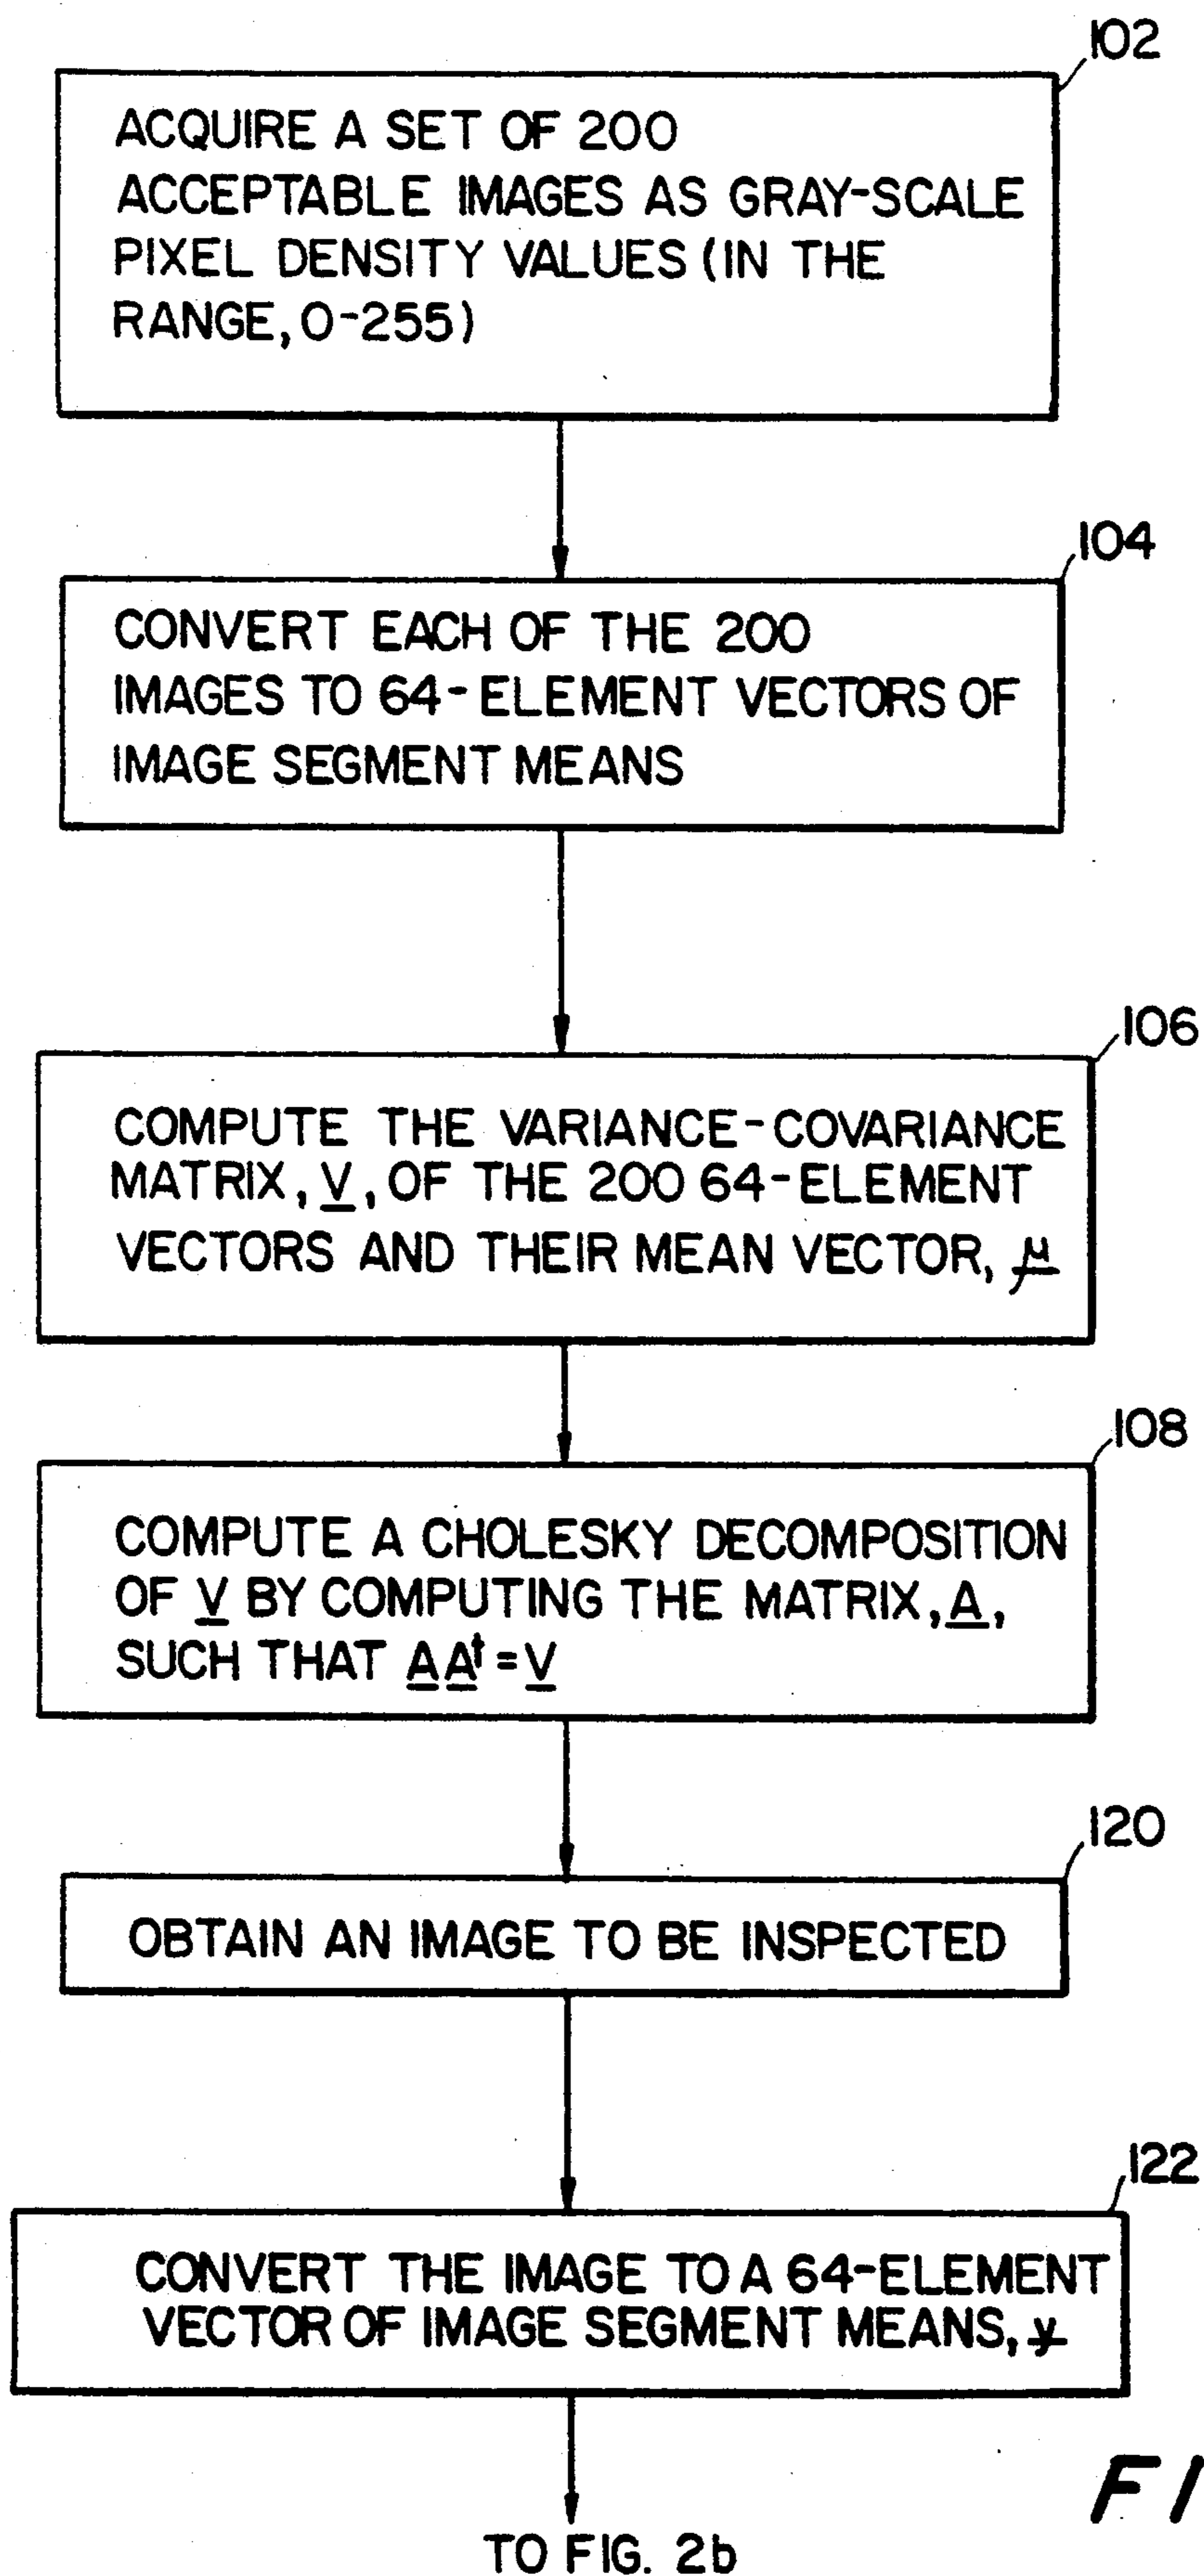 102
ACQUIRE A SET OF 200
ACCEPTABLE IMAGES AS GRAY-SCALE
PIXEL DENSITY VALUES (IN THE
RANGE, 0-255)
104
CONVERT EACH OF THE 200
IMAGES TO 64-ELEMENT VECTORS OF
IMAGE SEGMENT MEANS
106
COMPUTE THE VARIANCE-COVARIANCE
MATRIX, V, OF THE 200 64-ELEMENT
VECTORS AND THEIR MEAN VECTOR, μ
108
COMPUTE A CHOLESKY DECOMPOSITION
OF V BY COMPUTING THE MATRIX, A,
SUCH THAT A Aᵗ = V
120
OBTAIN AN IMAGE TO BE INSPECTED
122
CONVERT THE IMAGE TO A 64-ELEMENT
VECTOR OF IMAGE SEGMENT MEANS, y
FI
TO FIG. 2b